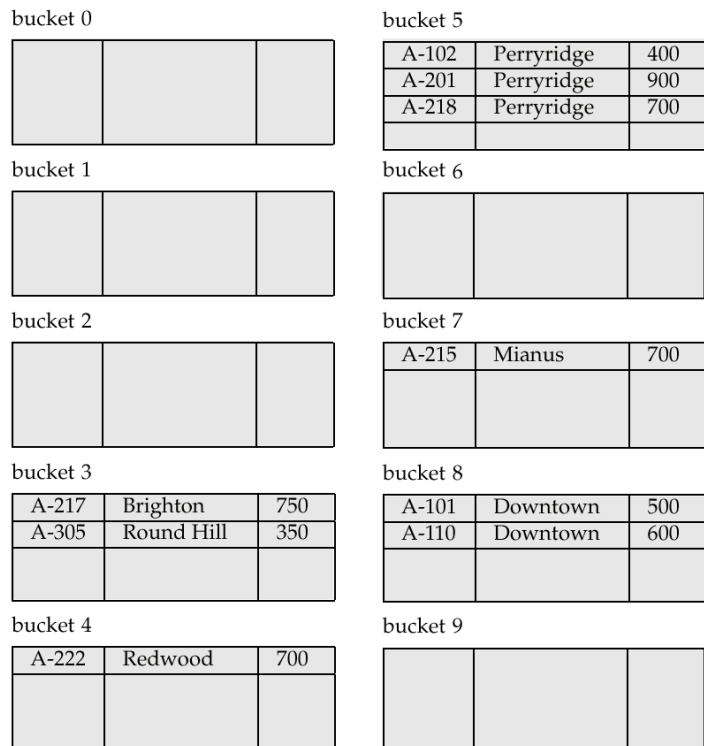 bucket 0
bucket 1
bucket 2
bucket 3
A-217 Brighton 750
A-305 Round Hill 350
bucket 4
A-222 Redwood 700
bucket 5
A-102 Perryridge 400
A-201 Perryridge 900
A-218 Perryridge 700
bucket 6
bucket 7
A-215 Mianus 700
bucket 8
A-101 Downtown 500
A-110 Downtown 600
bucket 9